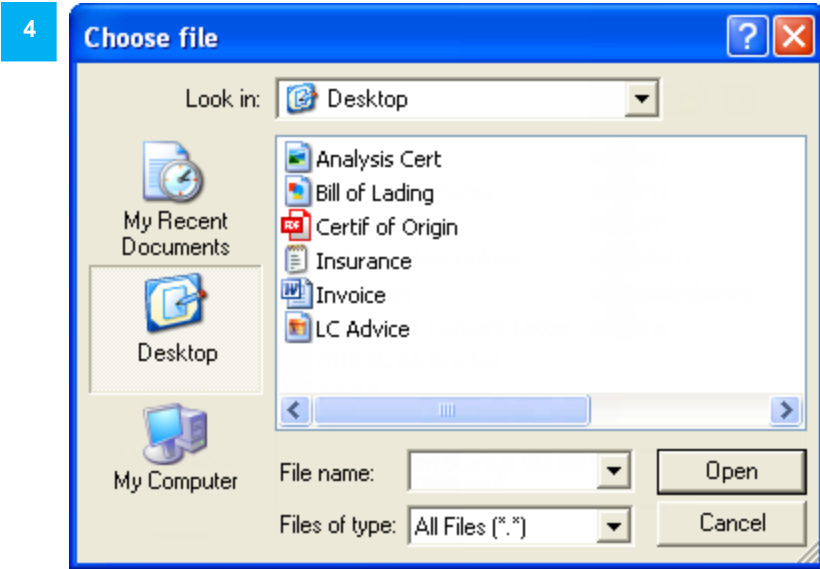 4
Choose file
?
Look in: Desktop
Analysis Cert
Bill of Lading
PDF Certif of Origin
Insurance
W Invoice
LC Advice
My Recent
Documents
Desktop
My Computer
File name:
Open
Files of type: All Files (*.*)
Cancel